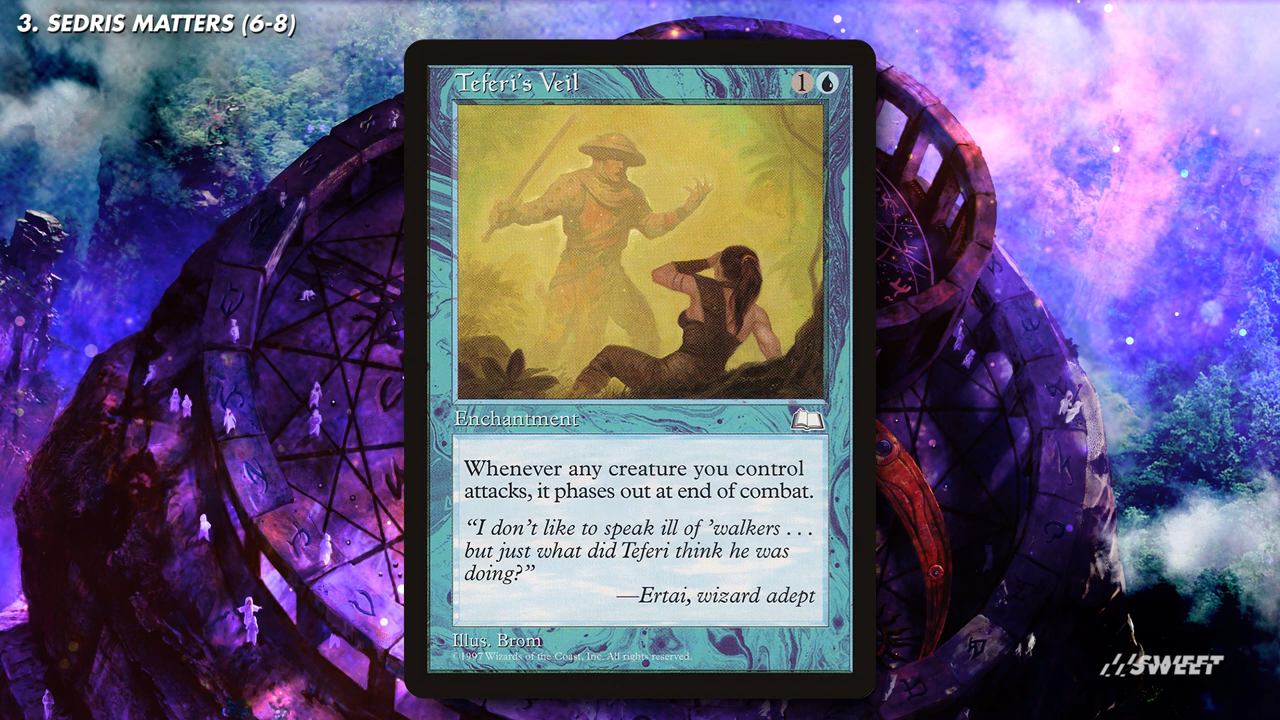 3. SEDRIS MATTERS (6-8)
Teferi's Veil 1
Enchantment
Whenever any creature you control
attacks, it phases out at end of combat.
“I don’t like to speak ill of ’walkers . . .
but just what did Teferi think he was
doing?”
—Ertai, wizard adept
Illus. Brom
©1997 Wizards of the Coast, Inc. All rights reserved.
//SWEET